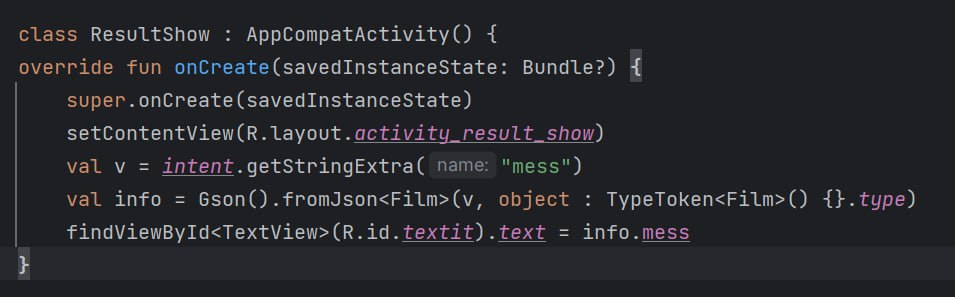 class ResultShow : AppCompatActivity() {
override fun onCreate(savedInstanceState: Bundle?) {
    super.onCreate(savedInstanceState)
    setContentView(R.layout.activity_result_show)
    val v = intent.getStringExtra( name: "mess")
    val info = Gson().fromJson<Film>(v, object : TypeToken<Film>() {}.type)
    findViewById<TextView>(R.id.textit).text = info.mess
}